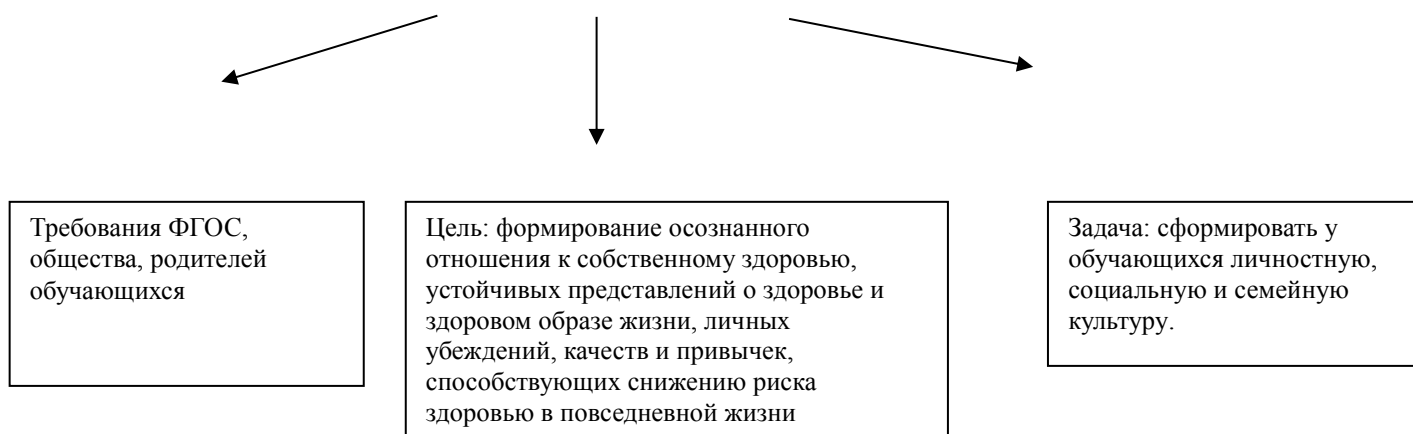 Требования ФГОС,
общества, родителей
обучающихся
Цель: формирование осознанного
отношения к собственному здоровью,
устойчивых представлений о здоровье и
здоровом образе жизни, личных
убеждений, качеств и привычек,
способствующих снижению риска
здоровью в повседневной жизни
Задача: сформировать у
обучающихся личностную,
социальную и семейную
культуру.